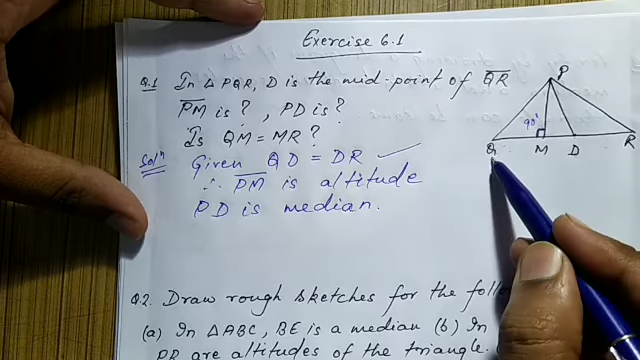 Exercise 6.1
Q.1 In △PQR, D is the mid-point of QR
PM is? , PD is?
Is QM = MR?
Solⁿ Given QD = DR ✓
∴ PM is altitude
PD is median.
P
90°
Q M D R
Q2. Draw rough sketches for the
(a) In △ABC, BE is a median (b) In
PR are altitudes of the triangle.